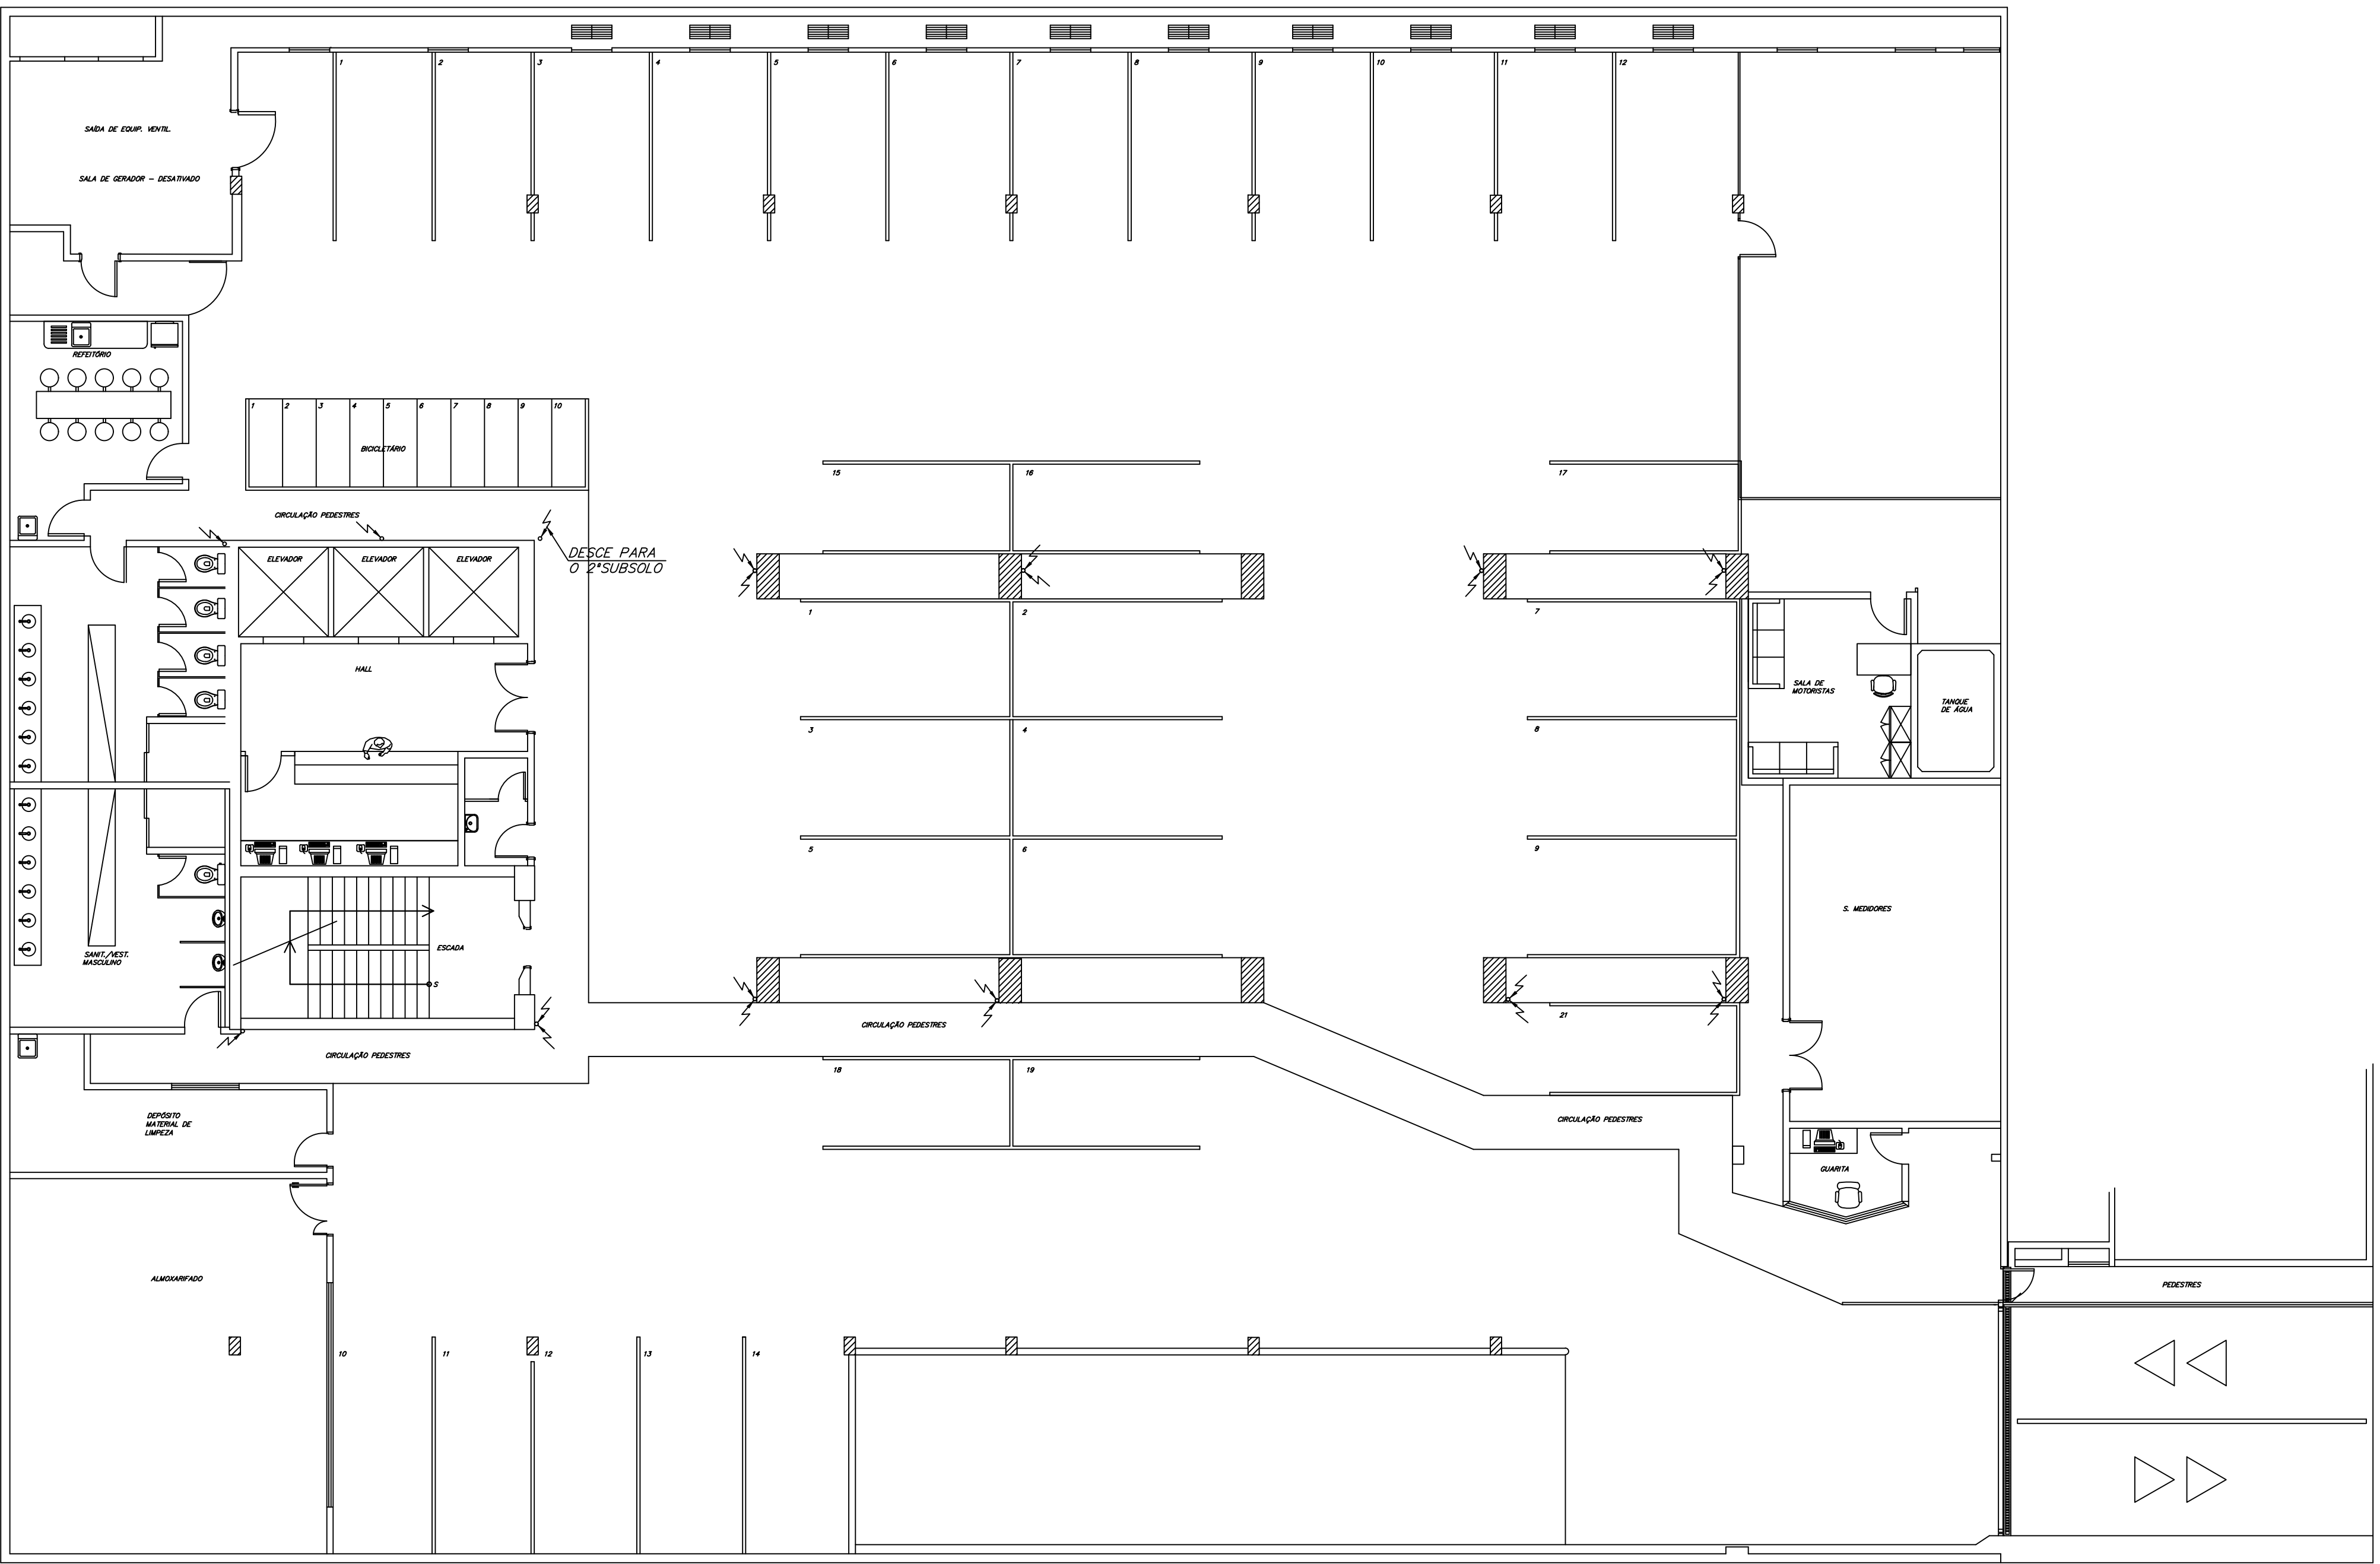 1
2
3
4
5
6
7
8
9
10
11
12
SAÍDA DE EQUIP. VENTIL.
SALA DE GERADOR - DESATIVADO
REFEITÓRIO
1
2
3
4
5
6
7
8
9
10
BICICLETÁRIO
15
16
17
CIRCULAÇÃO PEDESTRES
DESCE PARA
O 2ªSUBSOLO
ELEVADOR
ELEVADOR
ELEVADOR
1
2
7
HALL
SALA DE
MOTORISTAS
TANQUE
DE ÁGUA
3
4
8
5
6
9
S. MEDIDORES
ESCADA
SANIT./VEST.
MASCULINO
S
CIRCULAÇÃO PEDESTRES
21
CIRCULAÇÃO PEDESTRES
18
19
DEPÓSITO
MATERIAL DE
LIMPEZA
CIRCULAÇÃO PEDESTRES
GUARITA
ALMOXARIFADO
PEDESTRES
10
11
12
13
14